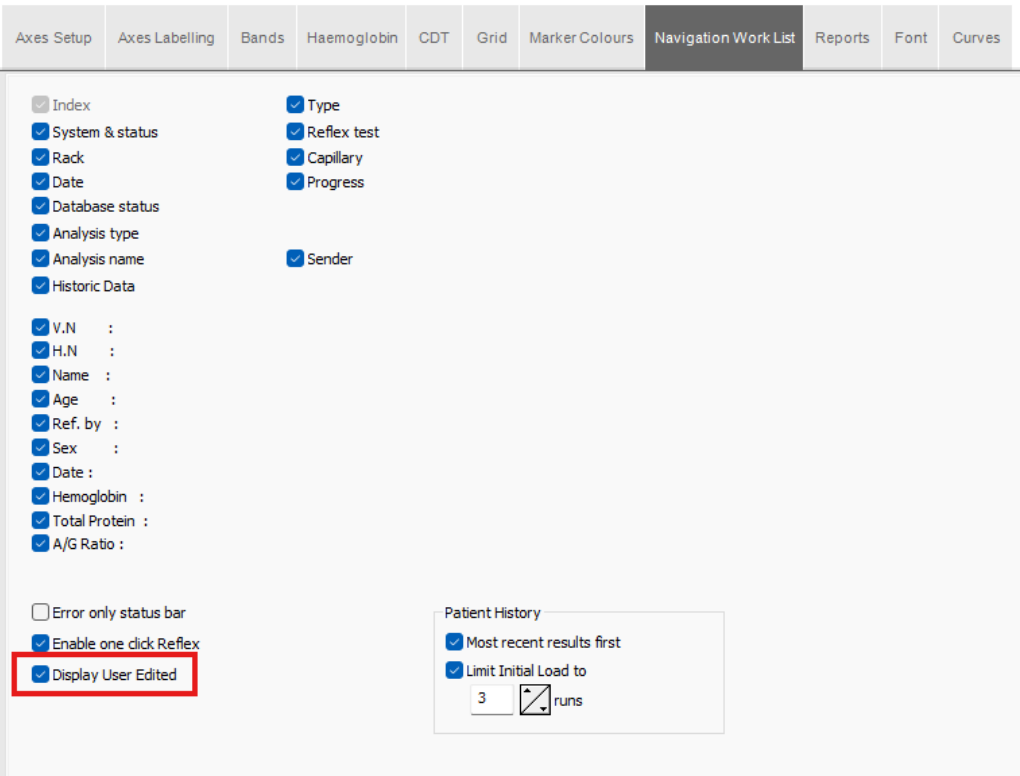 Axes Setup Axes Labelling Bands Haemoglobin CDT Grid Marker Colours Navigation Work List Reports Font Curves
Index
System & status
Rack
Date
Database status
Analysis type
Analysis name
Historic Data
Type
Reflex test
Capillary
Progress
Sender
V.N :
H.N :
Name :
Age :
Ref. by :
Sex :
Date :
Hemoglobin :
Total Protein :
A/G Ratio :
Error only status bar
Enable one click Reflex
Display User Edited
Patient History
Most recent results first
Limit Initial Load to
3 runs